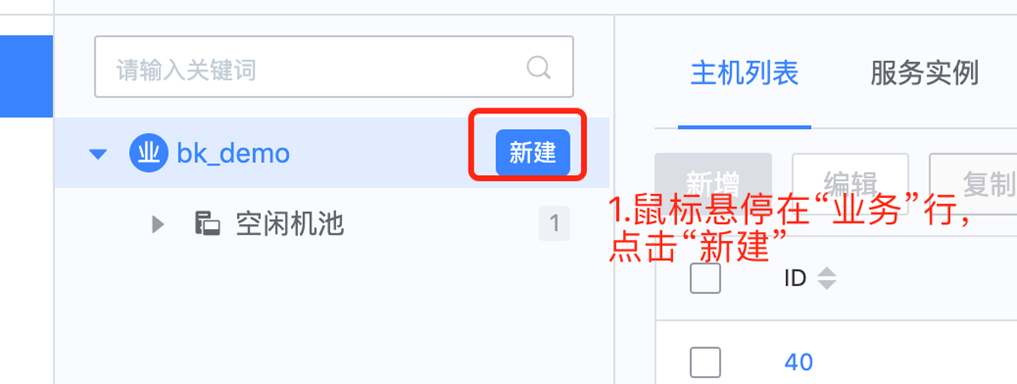 请输入关键词
主机列表 服务实例
业 bk_demo 新建
新增 编辑 复制
空闲机池 1
1.鼠标悬停在“业务”行,
点击“新建”
ID
40